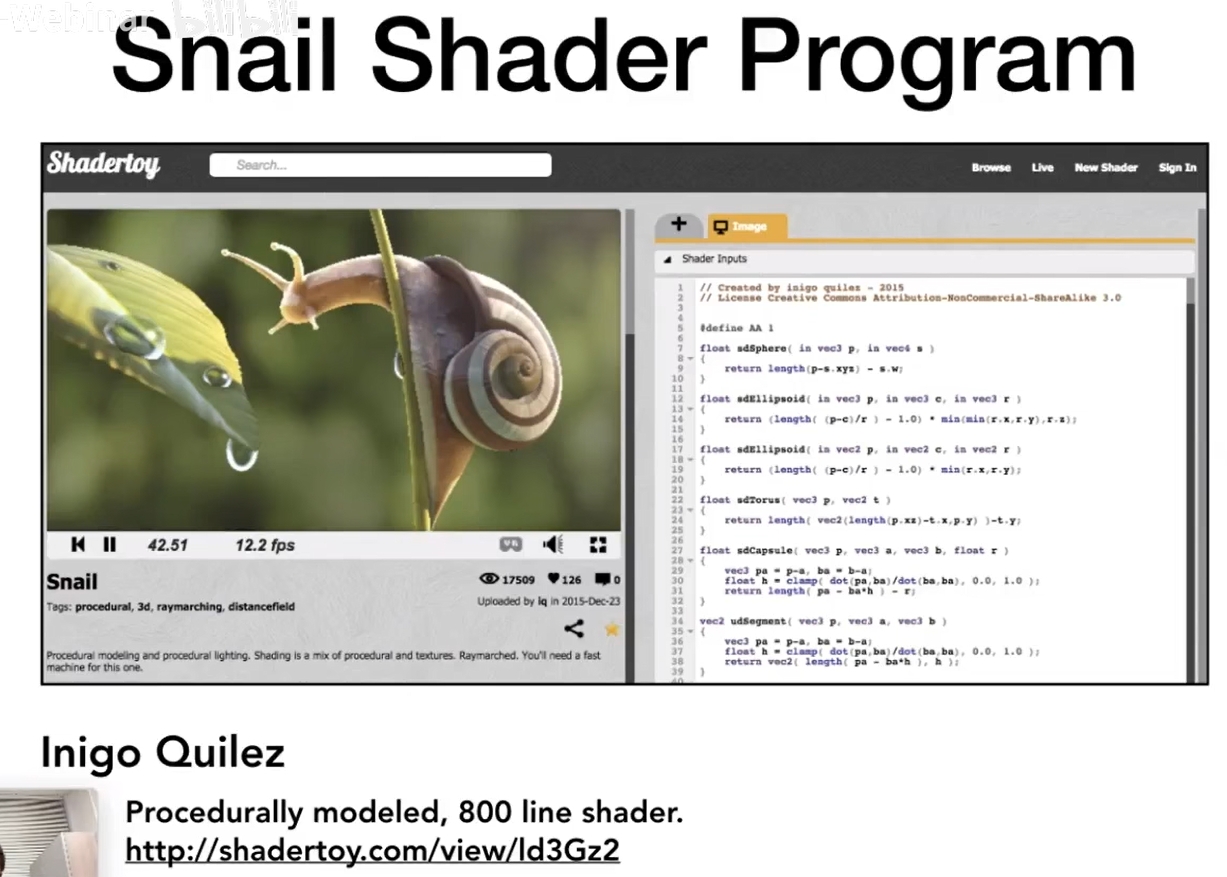 -Webinar bilibili
Snail Shader Program
Shadertoy
Search...
Browse Live New Shader Sign In
+ Image
Shader Inputs
1 // Created by inigo quilez - 2015
2 // License Creative Commons Attribution-NonCommercial-ShareAlike 3.0
3
4
5 #define AA 1
6
7 float sdSphere( in vec3 p, in vec4 s )
8 {
9 return length(p-s.xyz) - s.w;
10 }
11
12 float sdEllipsoid( in vec3 p, in vec3 c, in vec3 r )
13 {
14 return (length( (p-c)/r ) - 1.0) * min(min(r.x,r.y),r.z);
15 }
16
17 float sdEllipsoid( in vec2 p, in vec2 c, in vec2 r )
18 {
19 return (length( (p-c)/r ) - 1.0) * min(r.x,r.y);
20 }
21
22 float sdTorus( vec3 p, vec2 t )
23 {
24 return length( vec2(length(p.xz)-t.x,p.y) )-t.y;
25 }
26
27 float sdCapsule( vec3 p, vec3 a, vec3 b, float r )
28 {
29 vec3 pa = p-a, ba = b-a;
30 float h = clamp( dot(pa,ba)/dot(ba,ba), 0.0, 1.0 );
31 return length( pa - ba*h ) - r;
32 }
33
34 vec2 udSegment( vec3 p, vec3 a, vec3 b )
35 {
36 vec3 pa = p-a, ba = b-a;
37 float h = clamp( dot(pa,ba)/dot(ba,ba), 0.0, 1.0 );
38 return vec2( length( pa - ba*h ), h );
39 }
40
42.51 12.2 fps VR
Snail
17509 126 0
Tags: procedural, 3d, raymarching, distancefield
Uploaded by iq in 2015-Dec-23
Procedural modeling and procedural lighting. Shading is a mix of procedural and textures. Raymarched. You'll need a fast
machine for this one.
Inigo Quilez
Procedurally modeled, 800 line shader.
http://shadertoy.com/view/ld3Gz2